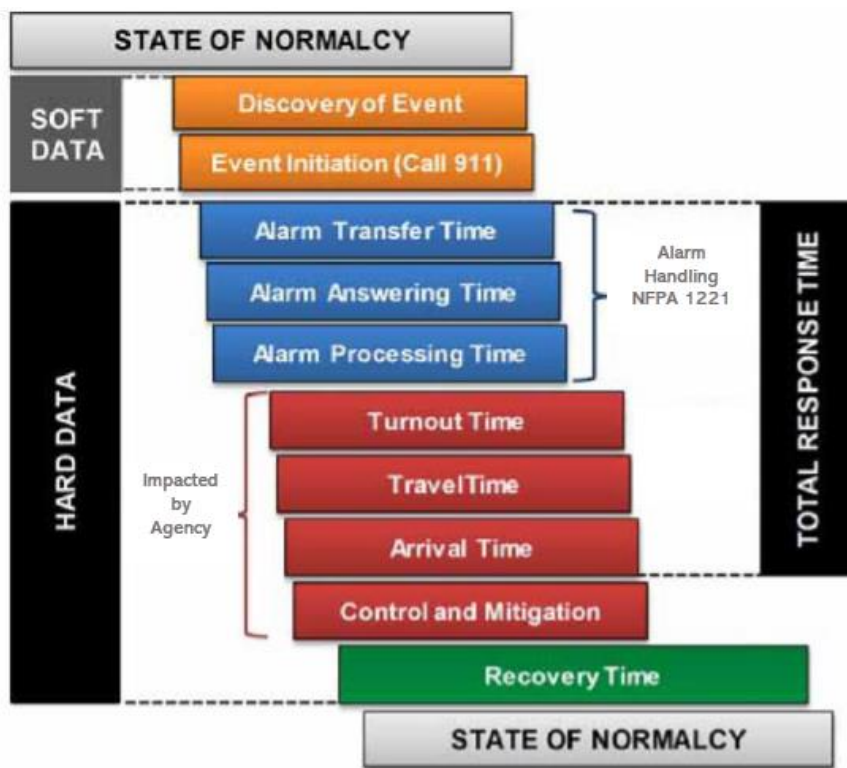 STATE OF NORMALCY
SOFT
DATA
Discovery of Event
Event Initiation (Call 911)
HARD DATA
Alarm Transfer Time
Alarm Answering Time
Alarm Processing Time
Alarm
Handling
NFPA 1221
TOTAL RESPONSE TIME
Impacted
by
Agency
Turnout Time
Travel Time
Arrival Time
Control and Mitigation
Recovery Time
STATE OF NORMALCY